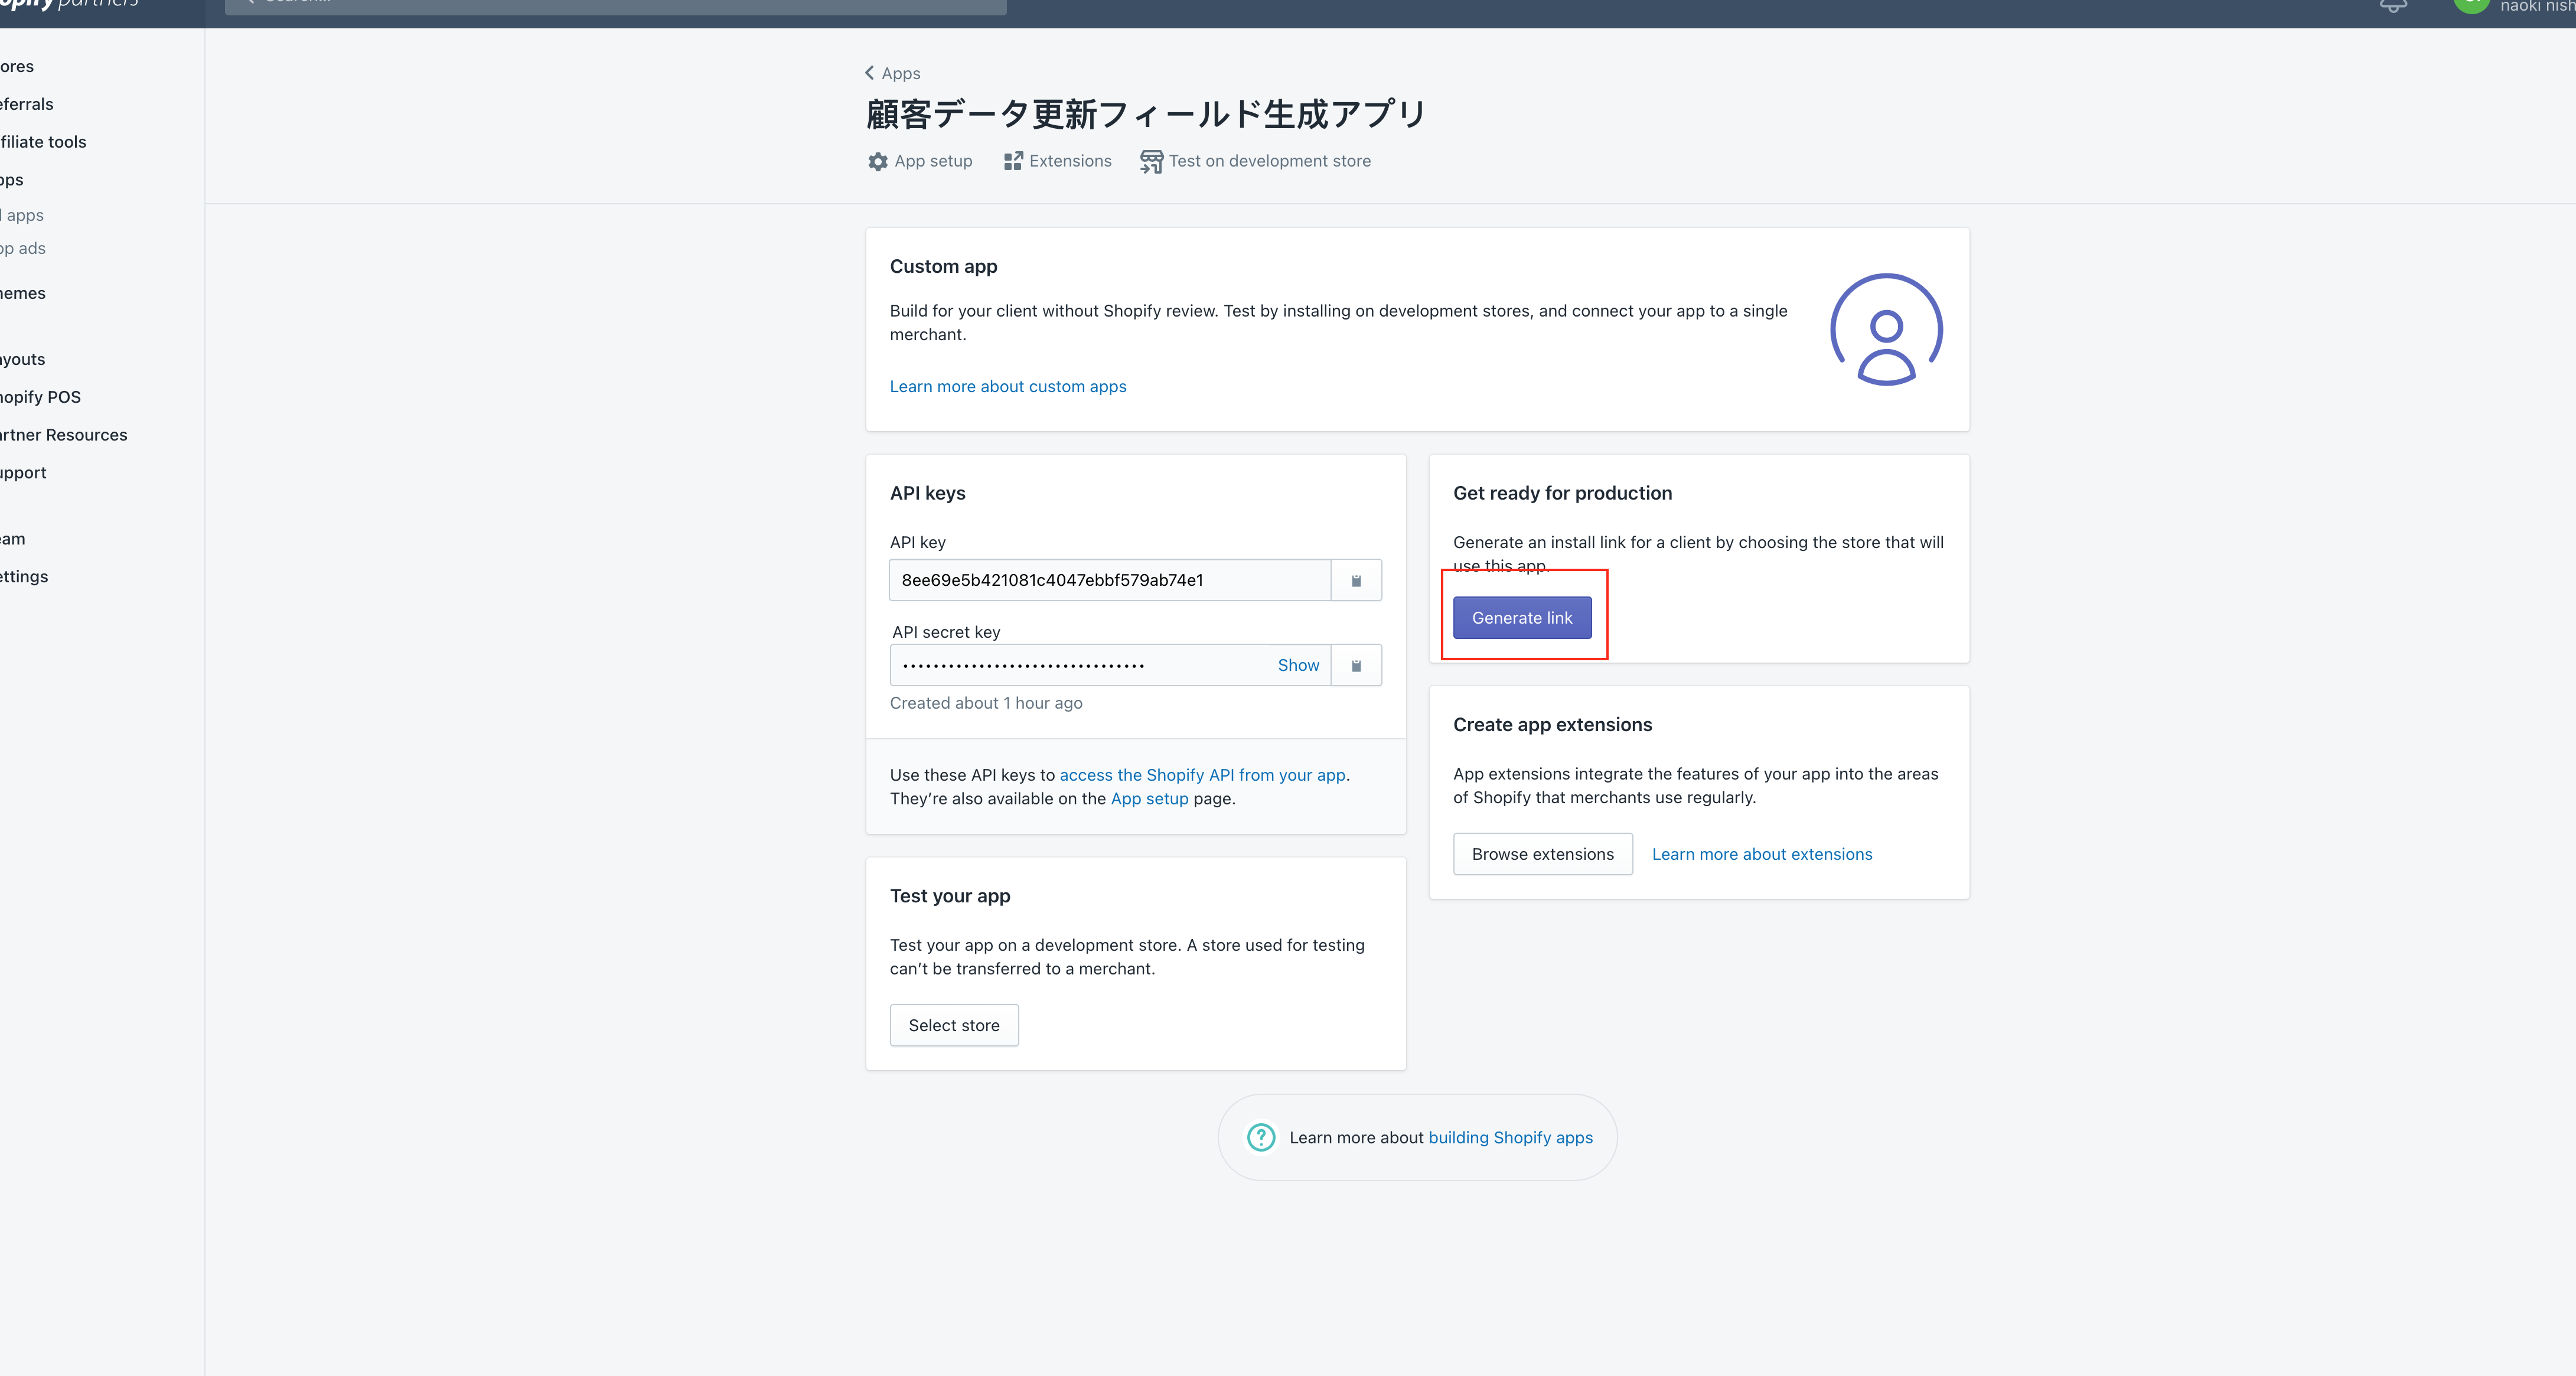 opify partners
naoki nish
ores
eferrals
filiate tools
ops
l apps
op ads
hemes
ayouts
hopify POS
artner Resources
upport
eam
ettings
Apps
顧客データ更新フィールド生成アプリ
App setup Extensions Test on development store
Custom app
Build for your client without Shopify review. Test by installing on development stores, and connect your app to a single
merchant.
Learn more about custom apps
API keys
API key
8ee69e5b421081c4047ebbf579ab74e1
API secret key
•••••••••••••••••••••••••••••••• Show
Created about 1 hour ago
Use these API keys to access the Shopify API from your app.
They’re also available on the App setup page.
Test your app
Test your app on a development store. A store used for testing
can’t be transferred to a merchant.
Select store
Get ready for production
Generate an install link for a client by choosing the store that will
use this app.
Generate link
Create app extensions
App extensions integrate the features of your app into the areas
of Shopify that merchants use regularly.
Browse extensions Learn more about extensions
Learn more about building Shopify apps